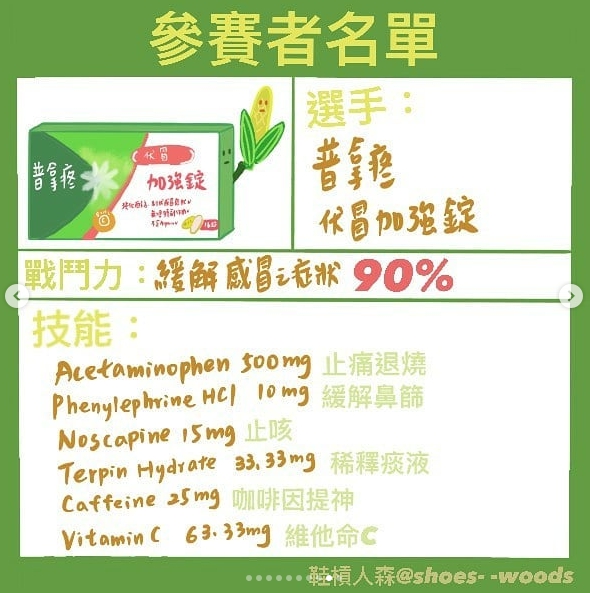 參賽者名單
選手：
普拿疼
伏冒加強錠
普拿疼
伏冒
加強錠
戰鬥力：緩解感冒之症狀 90%
技能：
Acetaminophen 500mg 止痛退燒
Phenylephrine HCl 10mg 緩解鼻篩
Noscapine 15mg 止咳
Terpin Hydrate 33.33mg 稀釋痰液
Caffeine 25mg 咖啡因提神
Vitamin C 63.33mg 維他命C
鞋櫃人森@shoes- -woods